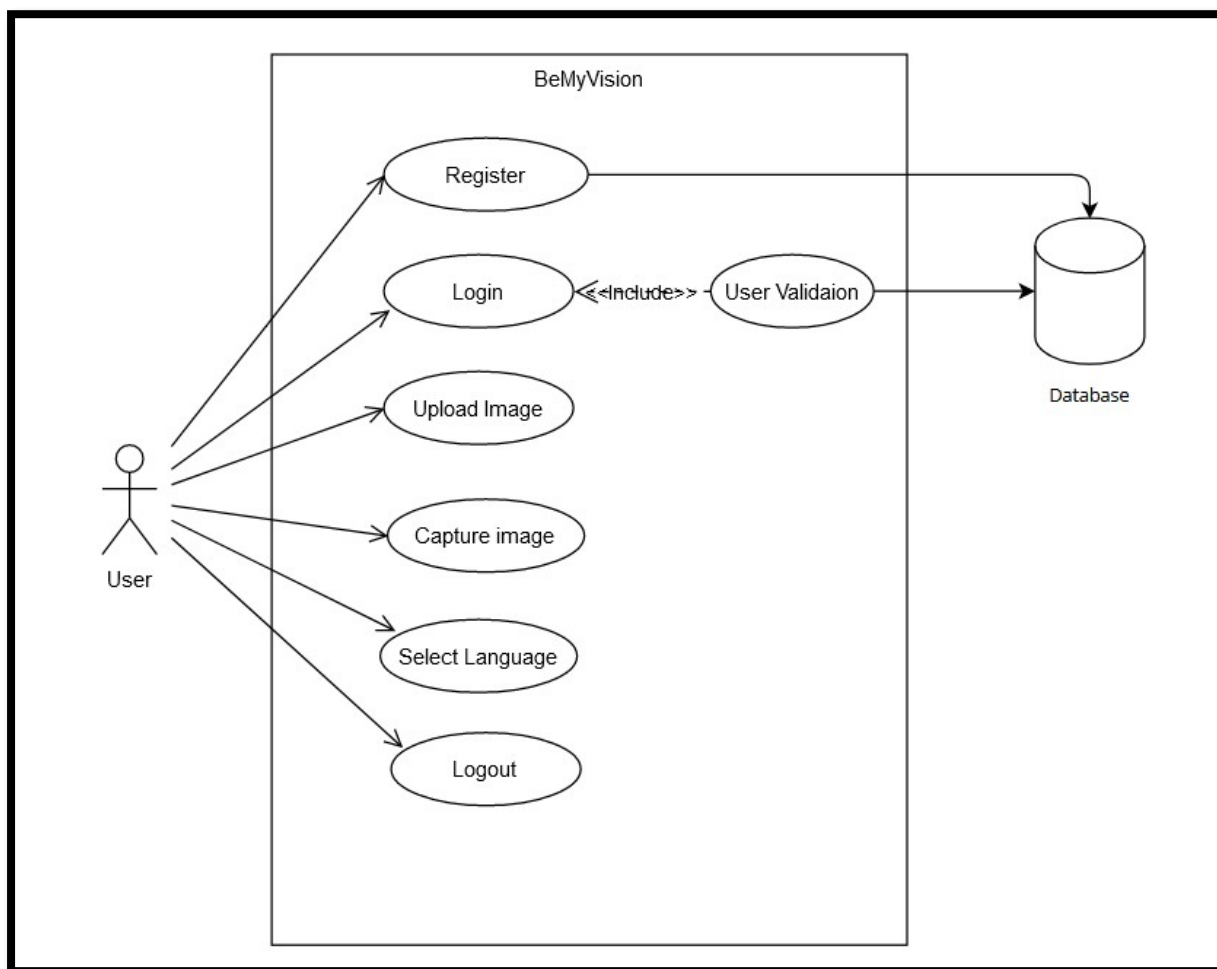 BeMyVision
Register
Login
<<Include>>
User Validaion
Upload Image
Database
Capture image
User
Select Language
Logout